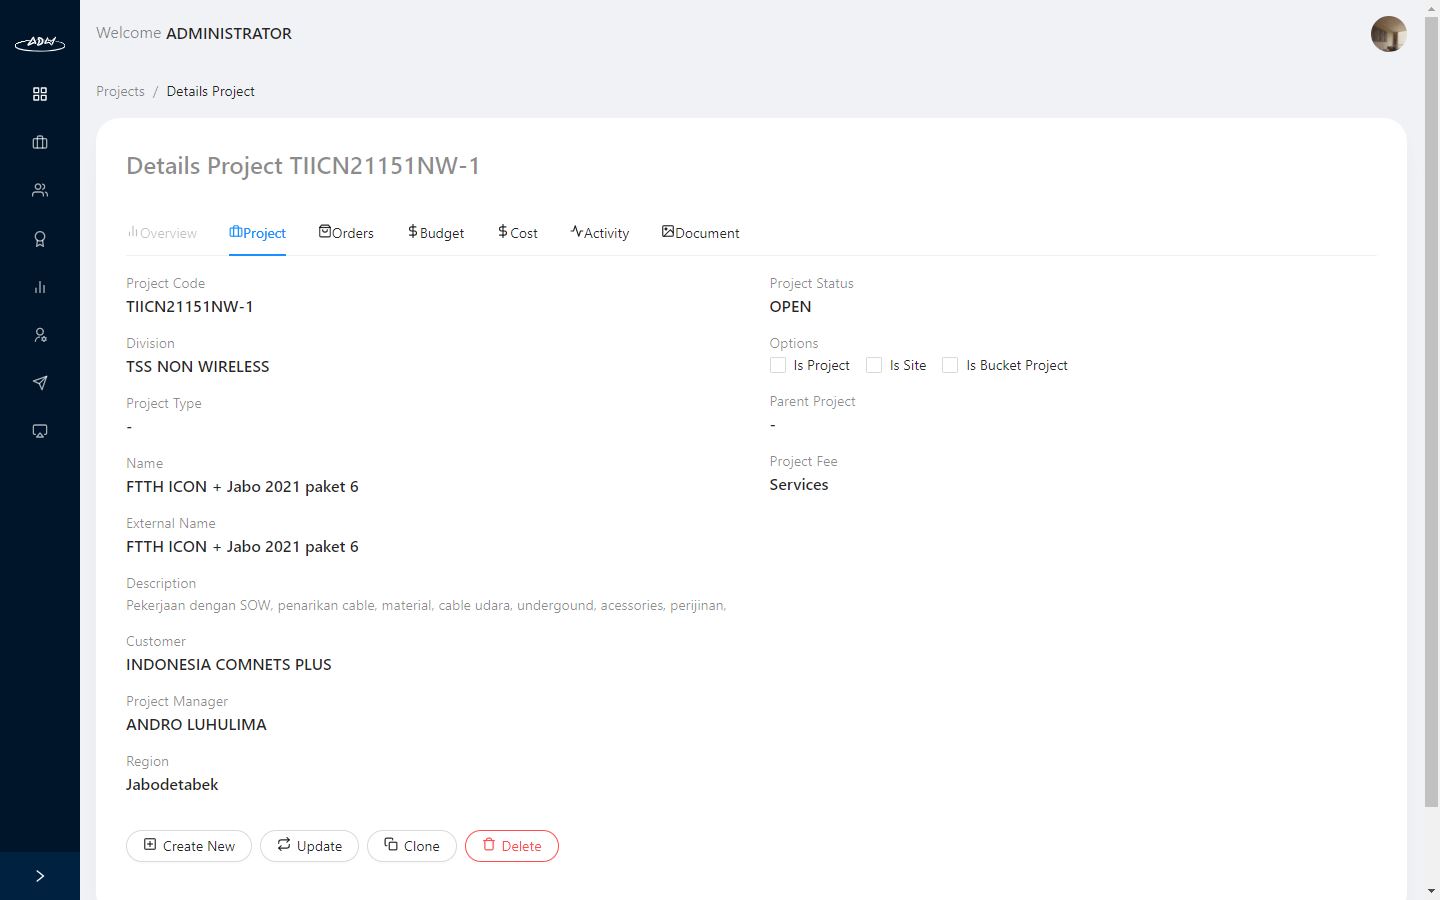 ADW
Welcome ADMINISTRATOR
Projects / Details Project
Details Project TIICN21151NW-1
Overview Project Orders $ Budget $ Cost Activity Document
Project Code
TIICN21151NW-1
Division
TSS NON WIRELESS
Project Type
-
Name
FTTH ICON + Jabo 2021 paket 6
External Name
FTTH ICON + Jabo 2021 paket 6
Description
Pekerjaan dengan SOW, penarikan cable, material, cable udara, undergound, acessories, perijinan,
Customer
INDONESIA COMNETS PLUS
Project Manager
ANDRO LUHULIMA
Region
Jabodetabek
Project Status
OPEN
Options
Is Project Is Site Is Bucket Project
Parent Project
-
Project Fee
Services
Create New Update Clone Delete